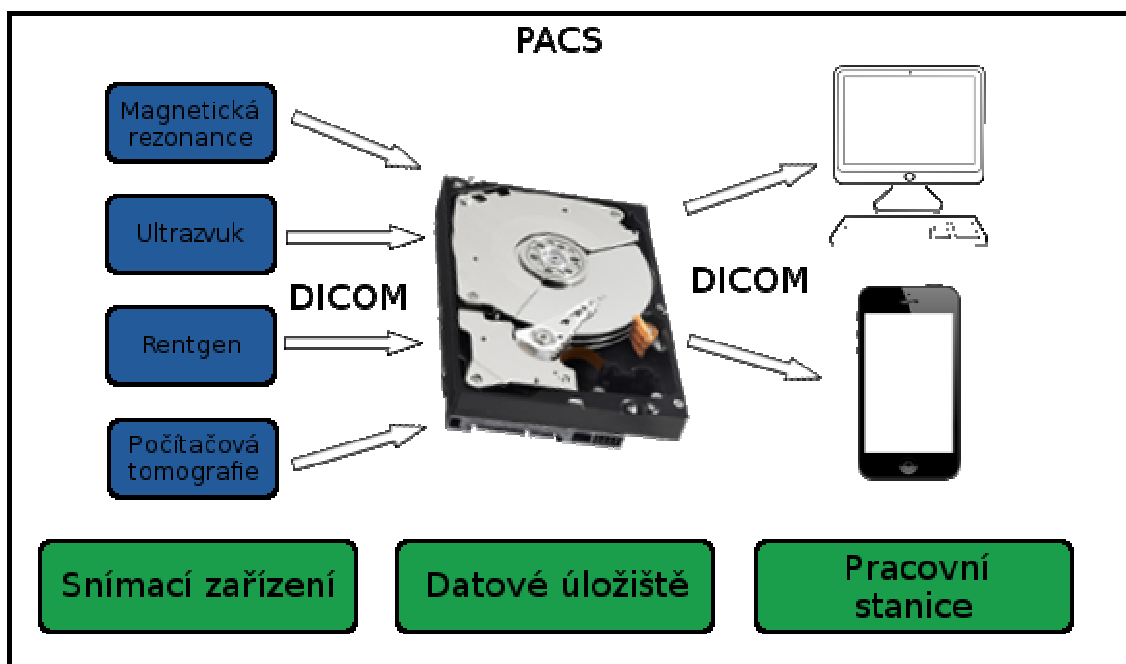 PACS
Magnetická
rezonance
Ultrazvuk
DICOM
DICOM
Rentgen
Počítačová
tomografie
Snímací zařízení
Datové úložiště
Pracovní
stanice